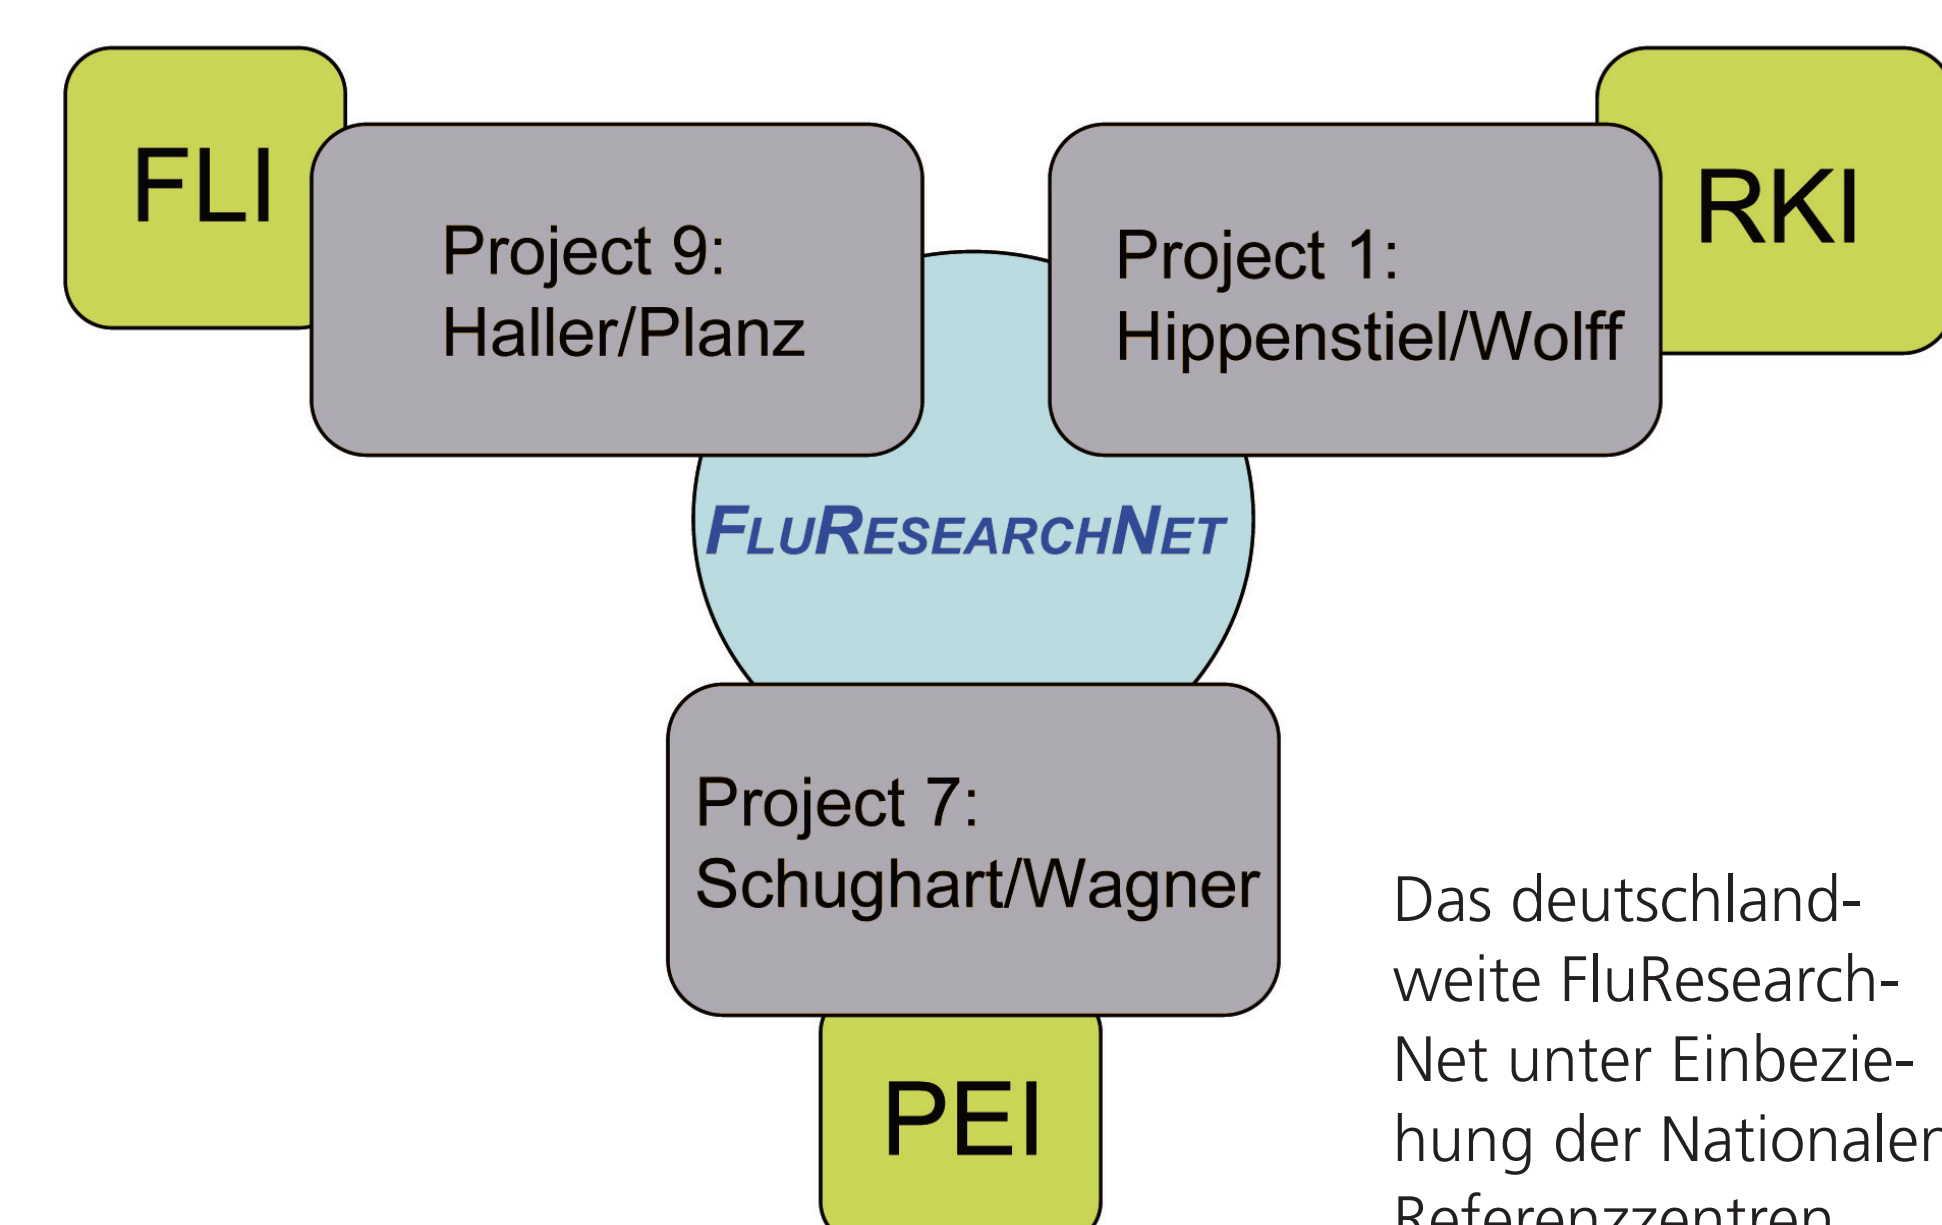 FLI
Project 9:
Haller/Planz
Project 1:
Hippenstiel/Wolff
RKI
FLURESEARCHNET
Project 7:
Schughart/Wagner
PEI
Das deutschland-
weite FluResearch-
Net unter Einbezie-
hung der Nationalen
Referenzzentren